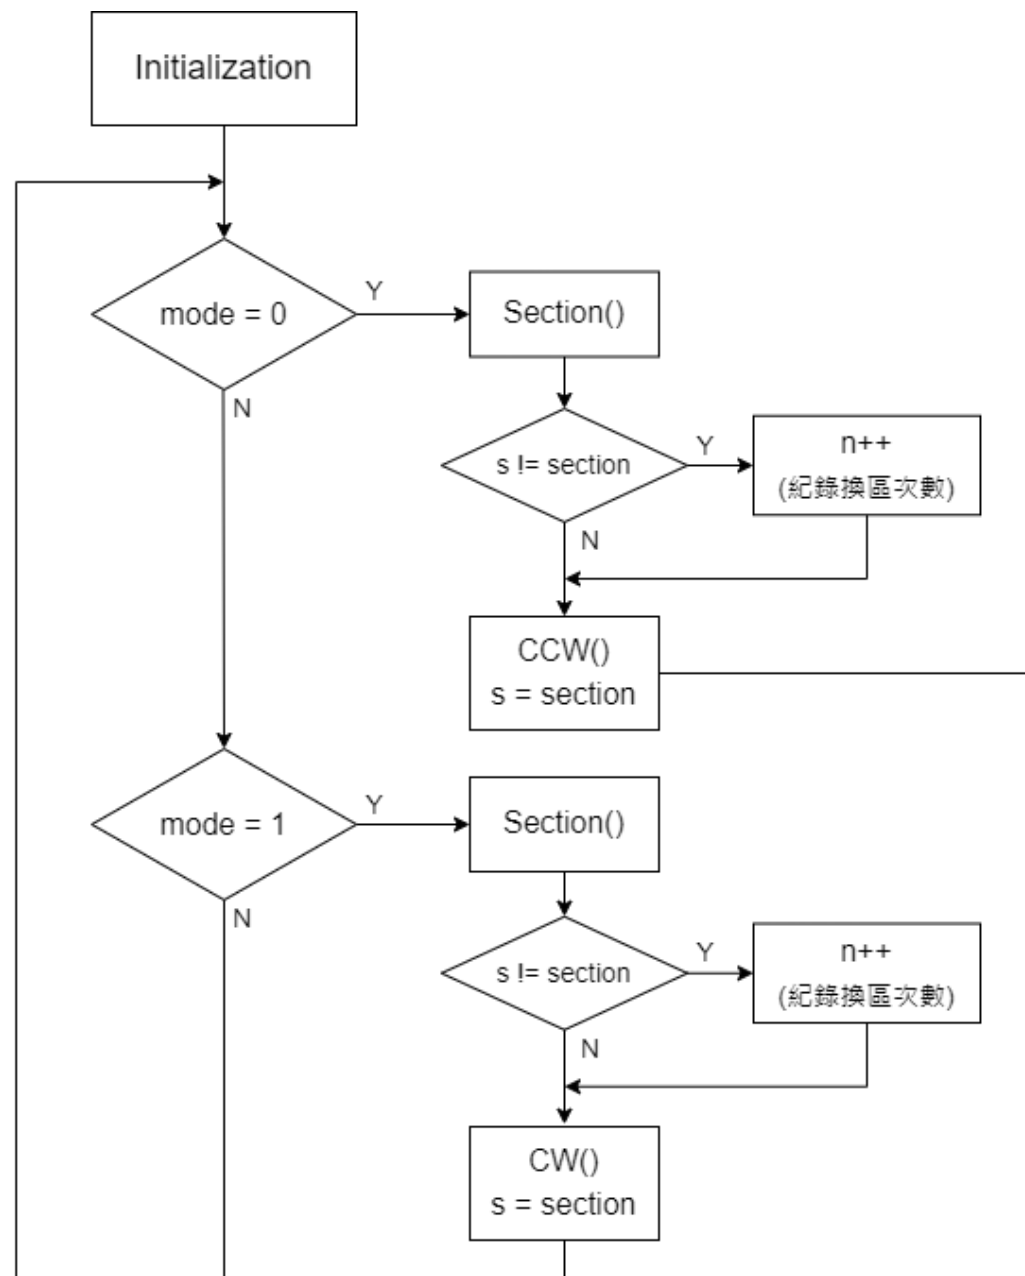 Initialization
mode = 0
Y
N
Section()
s != section
Y
N
n++
(紀錄換區次數)
CCW()
s = section
mode = 1
Y
N
Section()
s != section
Y
N
n++
(紀錄換區次數)
CW()
s = section